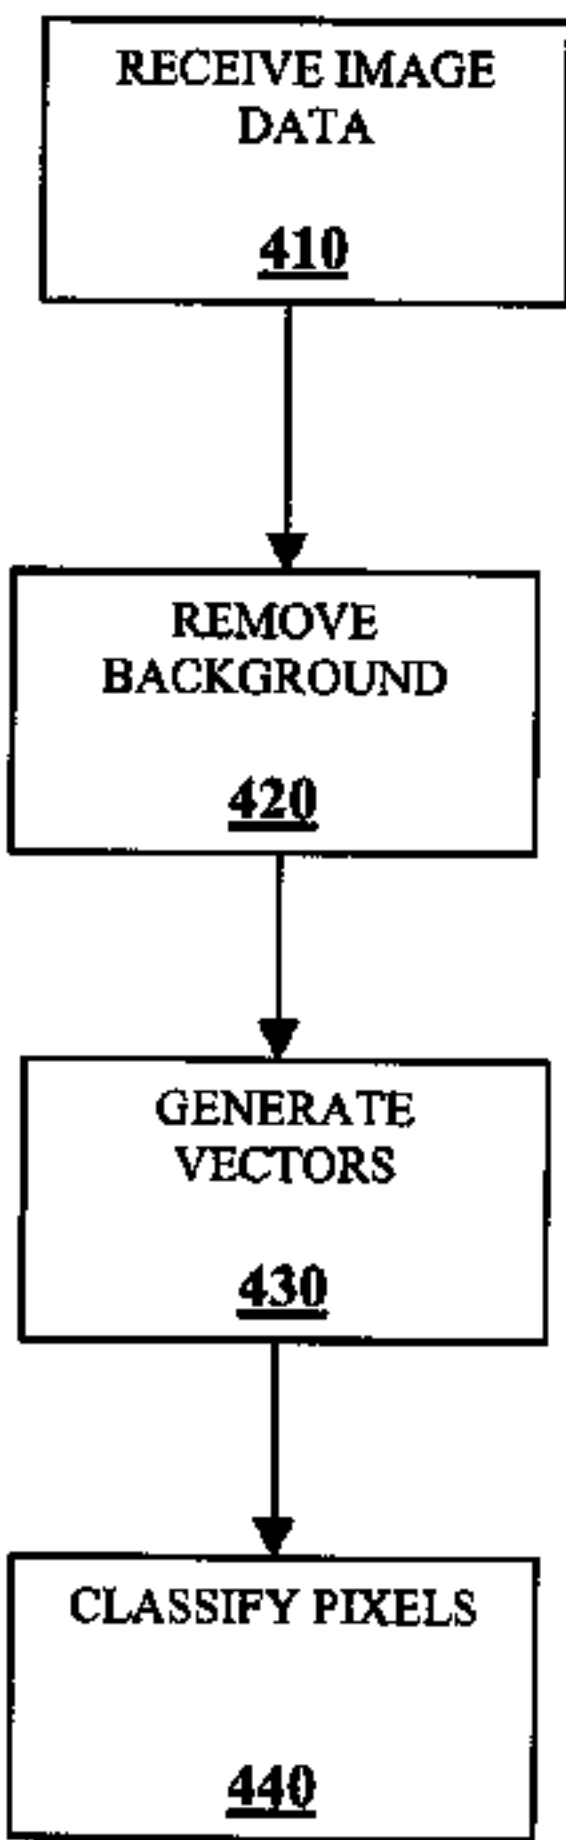 RECEIVE IMAGE
DATA
410
REMOVE
BACKGROUND
420
GENERATE
VECTORS
430
CLASSIFY PIXELS
440